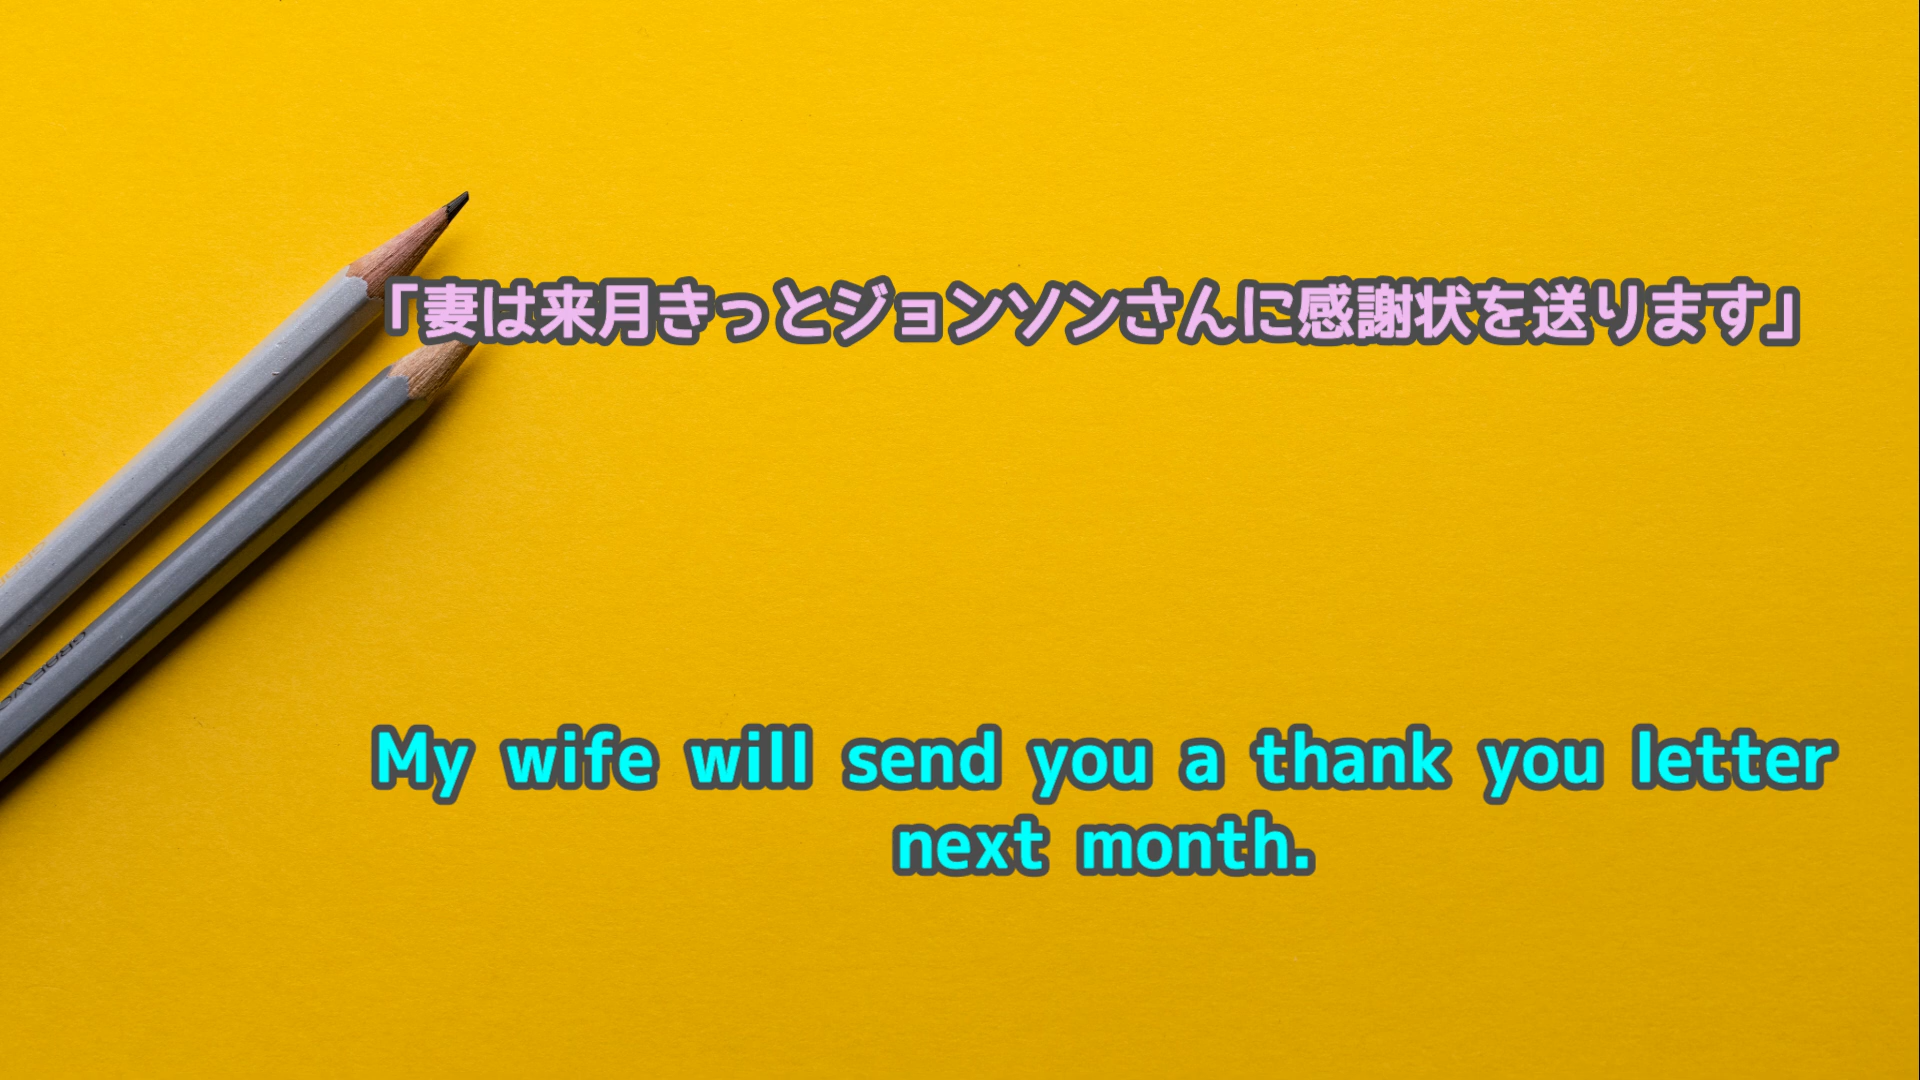 「妻は来月きっとジョンソンさんに感謝状を送ります」
My wife will send you a thank you letter
next month.